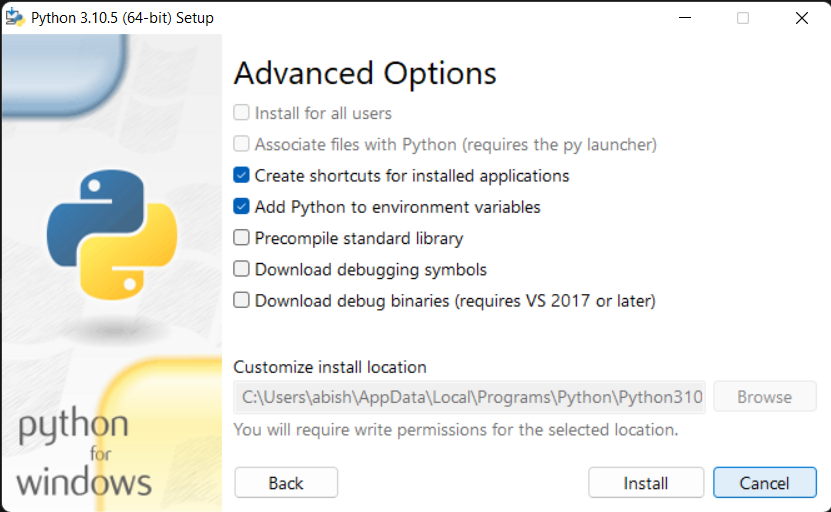 Python 3.10.5 (64-bit) Setup
Advanced Options
Install for all users
Associate files with Python (requires the py launcher)
Create shortcuts for installed applications
Add Python to environment variables
Precompile standard library
Download debugging symbols
Download debug binaries (requires VS 2017 or later)
Customize install location
C:\Users\abish\AppData\Local\Programs\Python\Python310
Browse
You will require write permissions for the selected location.
python
for
windows
Back
Install
Cancel